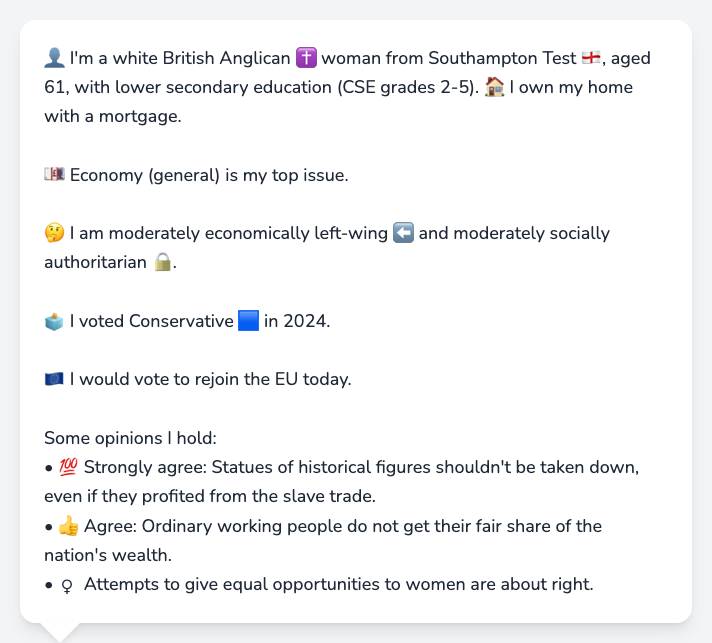 👤 I'm a white British Anglican ✝️ woman from Southampton Test 🏴󠁧󠁢󠁥󠁮󠁧󠁿, aged
61, with lower secondary education (CSE grades 2-5). 🏠 I own my home
with a mortgage.
💷 Economy (general) is my top issue.
🤔 I am moderately economically left-wing ⬅️ and moderately socially
authoritarian 🔒.
🗳️ I voted Conservative 🟦 in 2024.
🇪🇺 I would vote to rejoin the EU today.
Some opinions I hold:
• 💯 Strongly agree: Statues of historical figures shouldn't be taken down,
even if they profited from the slave trade.
• 👍 Agree: Ordinary working people do not get their fair share of the
nation's wealth.
• ♀ Attempts to give equal opportunities to women are about right.